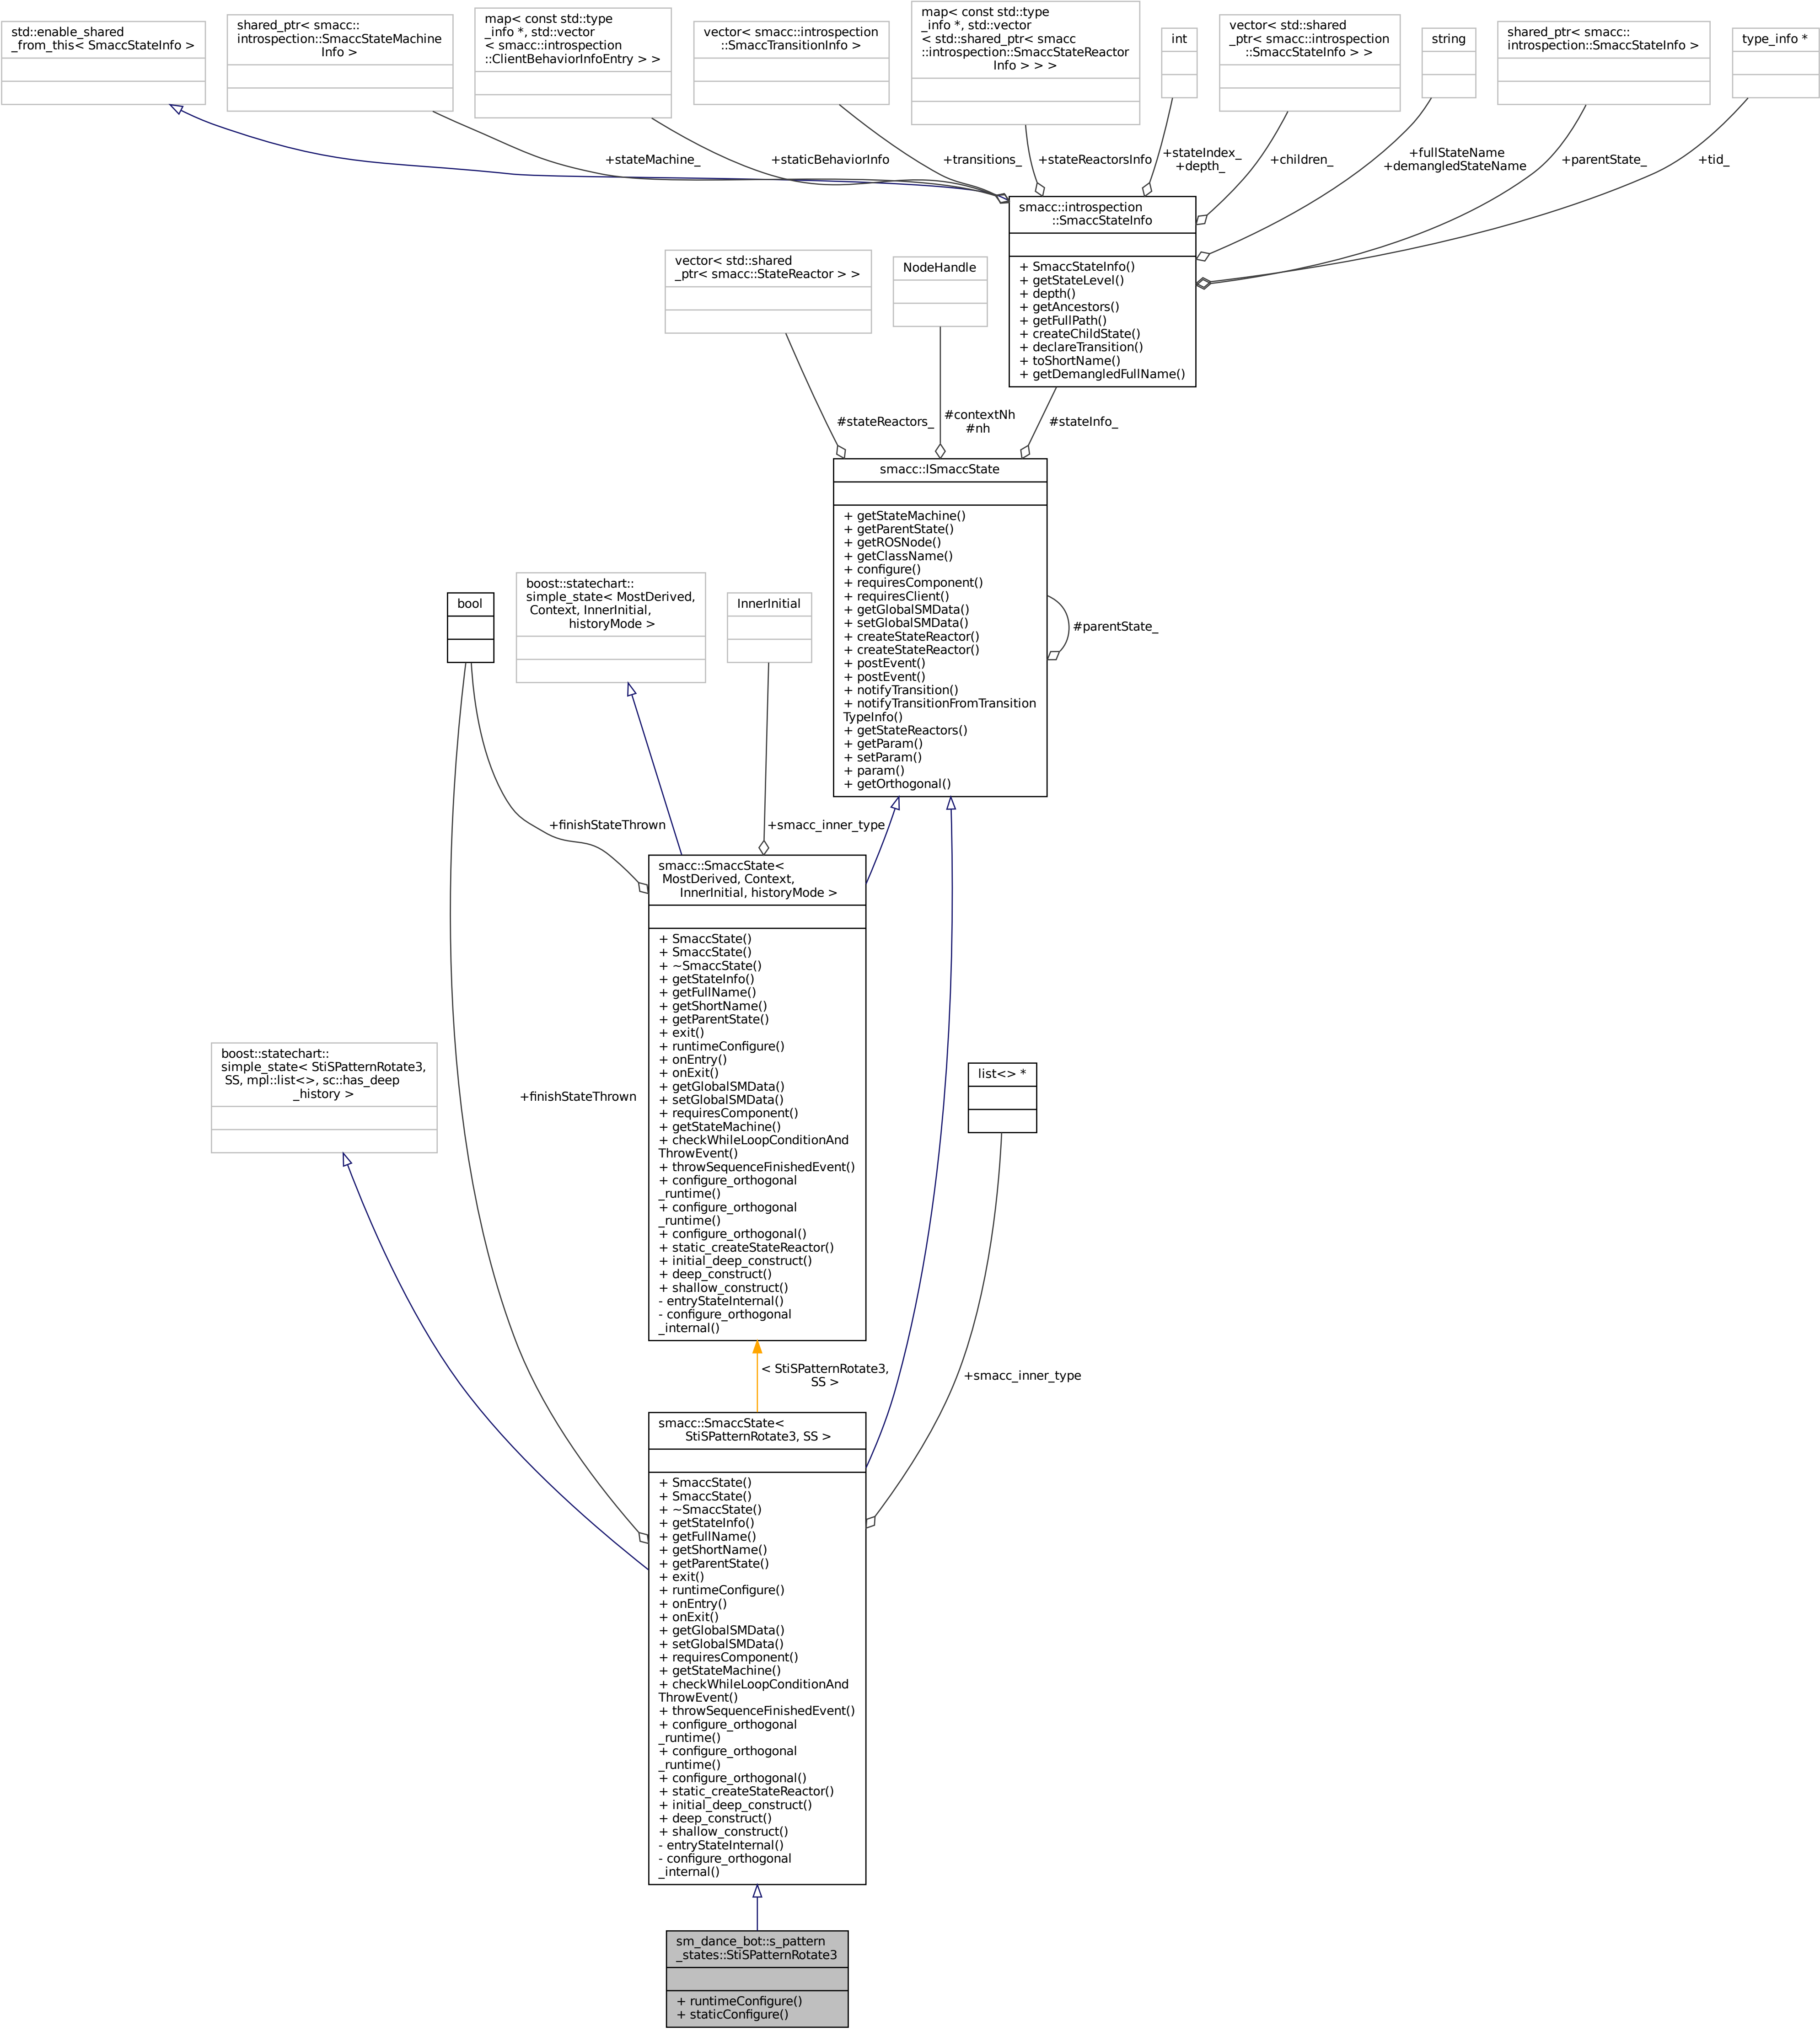 std::enable_shared
_from_this< SmaccStateInfo >
shared_ptr< smacc::
introspection::SmaccStateMachine
Info >
map< const std::type
_info *, std::vector
< smacc::introspection
::ClientBehaviorInfoEntry > >
vector< smacc::introspection
::SmaccTransitionInfo >
map< const std::type
_info *, std::vector
< std::shared_ptr< smacc
::introspection::SmaccStateReactor
Info > > >
int
vector< std::shared
_ptr< smacc::introspection
::SmaccStateInfo > >
string
shared_ptr< smacc::
introspection::SmaccStateInfo >
type_info *
+stateMachine_
+staticBehaviorInfo
+transitions_
+stateReactorsInfo
+stateIndex_
+depth_
+children_
+fullStateName
+demangledStateName
+parentState_
+tid_
smacc::introspection
::SmaccStateInfo
+ SmaccStateInfo()
+ getStateLevel()
+ depth()
+ getAncestors()
+ getFullPath()
+ createChildState()
+ declareTransition()
+ toShortName()
+ getDemangledFullName()
vector< std::shared
_ptr< smacc::StateReactor > >
NodeHandle
#stateReactors_
#contextNh
#nh
#stateInfo_
smacc::ISmaccState
+ getStateMachine()
+ getParentState()
+ getROSNode()
+ getClassName()
+ configure()
+ requiresComponent()
+ requiresClient()
+ getGlobalSMData()
+ setGlobalSMData()
+ createStateReactor()
+ createStateReactor()
+ postEvent()
+ postEvent()
+ notifyTransition()
+ notifyTransitionFromTransition
TypeInfo()
+ getStateReactors()
+ getParam()
+ setParam()
+ param()
+ getOrthogonal()
#parentState_
bool
boost::statechart::
simple_state< MostDerived,
Context, InnerInitial,
historyMode >
InnerInitial
+finishStateThrown
+smacc_inner_type
smacc::SmaccState<
MostDerived, Context,
InnerInitial, historyMode >
+ SmaccState()
+ SmaccState()
+ ~SmaccState()
+ getStateInfo()
+ getFullName()
+ getShortName()
+ getParentState()
+ exit()
+ runtimeConfigure()
+ onEntry()
+ onExit()
+ getGlobalSMData()
+ setGlobalSMData()
+ requiresComponent()
+ getStateMachine()
+ checkWhileLoopConditionAnd
ThrowEvent()
+ throwSequenceFinishedEvent()
+ configure_orthogonal
_runtime()
+ configure_orthogonal
_runtime()
+ configure_orthogonal()
+ static_createStateReactor()
+ initial_deep_construct()
+ deep_construct()
+ shallow_construct()
- entryStateInternal()
- configure_orthogonal
_internal()
boost::statechart::
simple_state< StiSPatternRotate3,
SS, mpl::list<>, sc::has_deep
_history >
+finishStateThrown
list<> *
< StiSPatternRotate3,
SS >
+smacc_inner_type
smacc::SmaccState<
StiSPatternRotate3, SS >
+ SmaccState()
+ SmaccState()
+ ~SmaccState()
+ getStateInfo()
+ getFullName()
+ getShortName()
+ getParentState()
+ exit()
+ runtimeConfigure()
+ onEntry()
+ onExit()
+ getGlobalSMData()
+ setGlobalSMData()
+ requiresComponent()
+ getStateMachine()
+ checkWhileLoopConditionAnd
ThrowEvent()
+ throwSequenceFinishedEvent()
+ configure_orthogonal
_runtime()
+ configure_orthogonal
_runtime()
+ configure_orthogonal()
+ static_createStateReactor()
+ initial_deep_construct()
+ deep_construct()
+ shallow_construct()
- entryStateInternal()
- configure_orthogonal
_internal()
sm_dance_bot::s_pattern
_states::StiSPatternRotate3
+ runtimeConfigure()
+ staticConfigure()